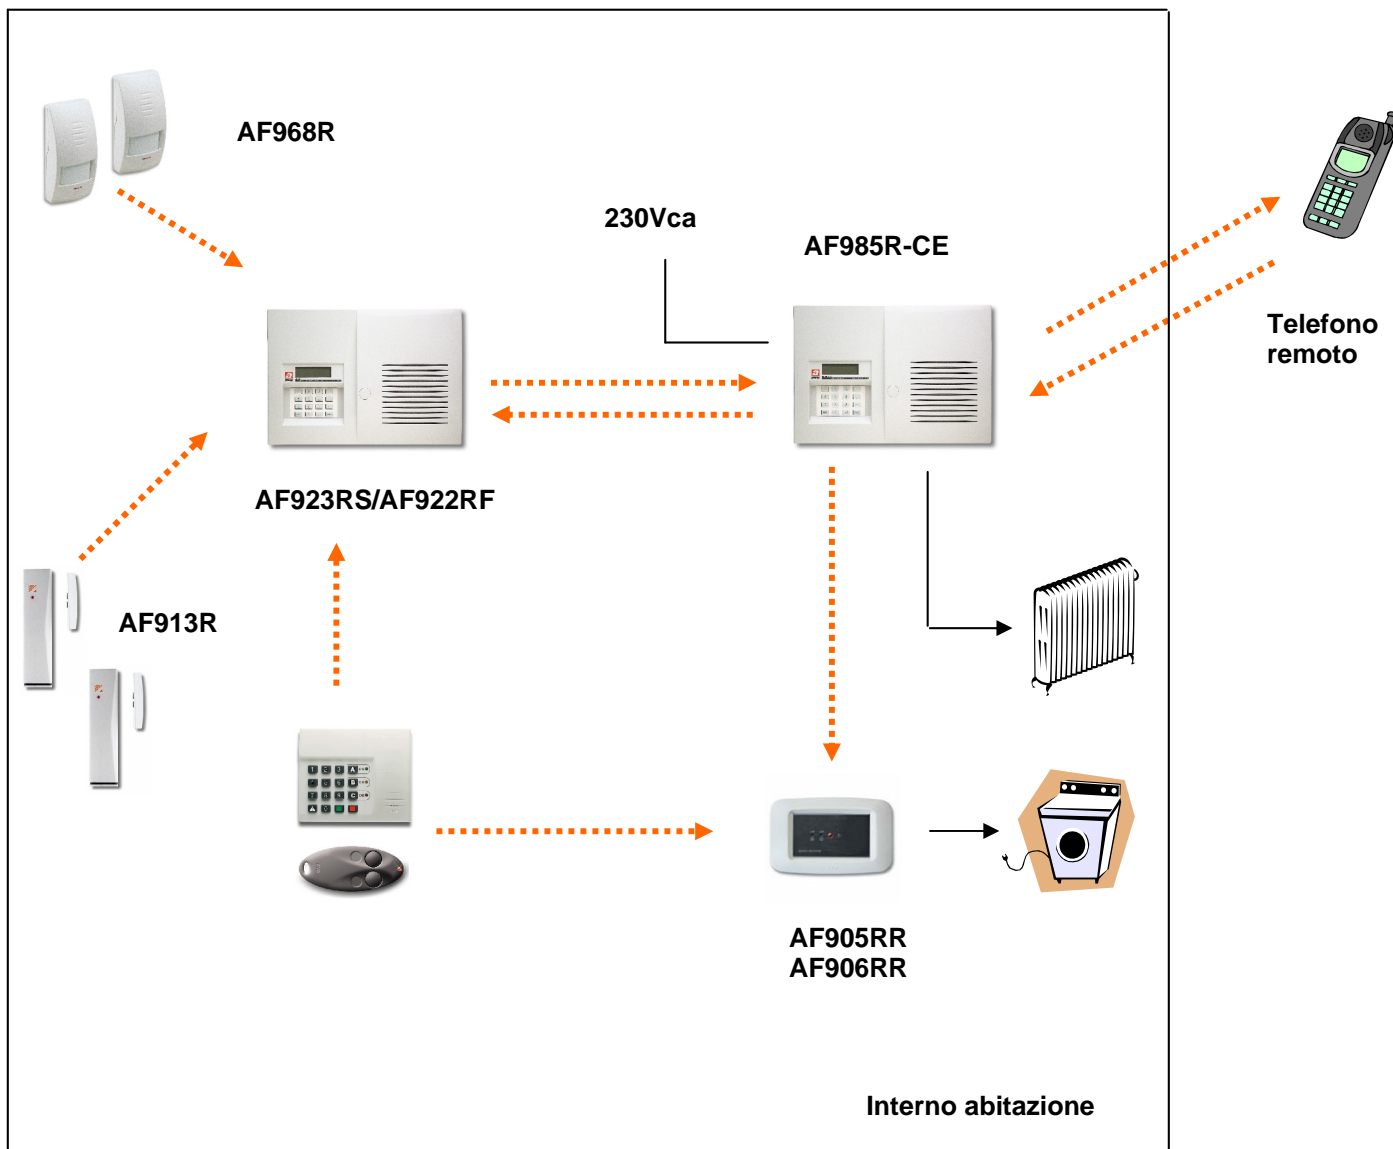 AF968R
230Vca
AF985R-CE
Telefono
remoto
AF923RS/AF922RF
AF913R
AF905RR
AF906RR
Interno abitazione